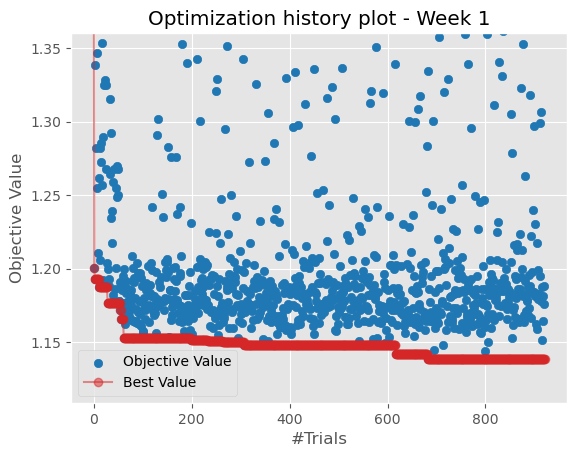 Optimization history plot - Week 1
Objective Value
1.35
1.30
1.25
1.20
1.15
Objective Value
Best Value
0
200
400
600
800
#Trials